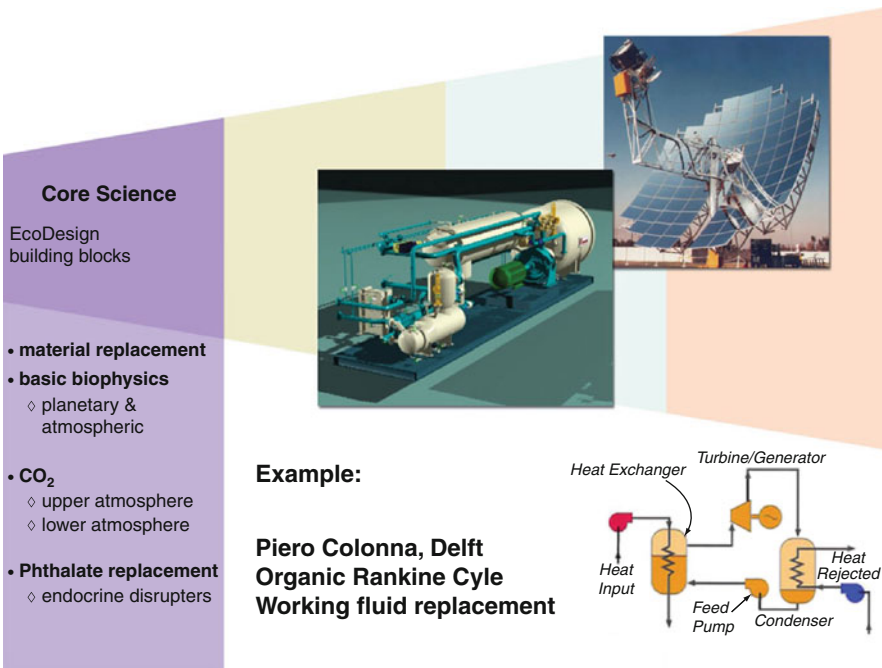 Core Science
EcoDesign
building blocks
• material replacement
• basic biophysics
◊ planetary &
atmospheric
• CO₂
◊ upper atmosphere
◊ lower atmosphere
• Phthalate replacement
◊ endocrine disrupters
Example:
Piero Colonna, Delft
Organic Rankine Cyle
Working fluid replacement
Turbine/Generator
Heat Exchanger
Heat
Input
Heat
Rejected
Feed
Pump
Condenser